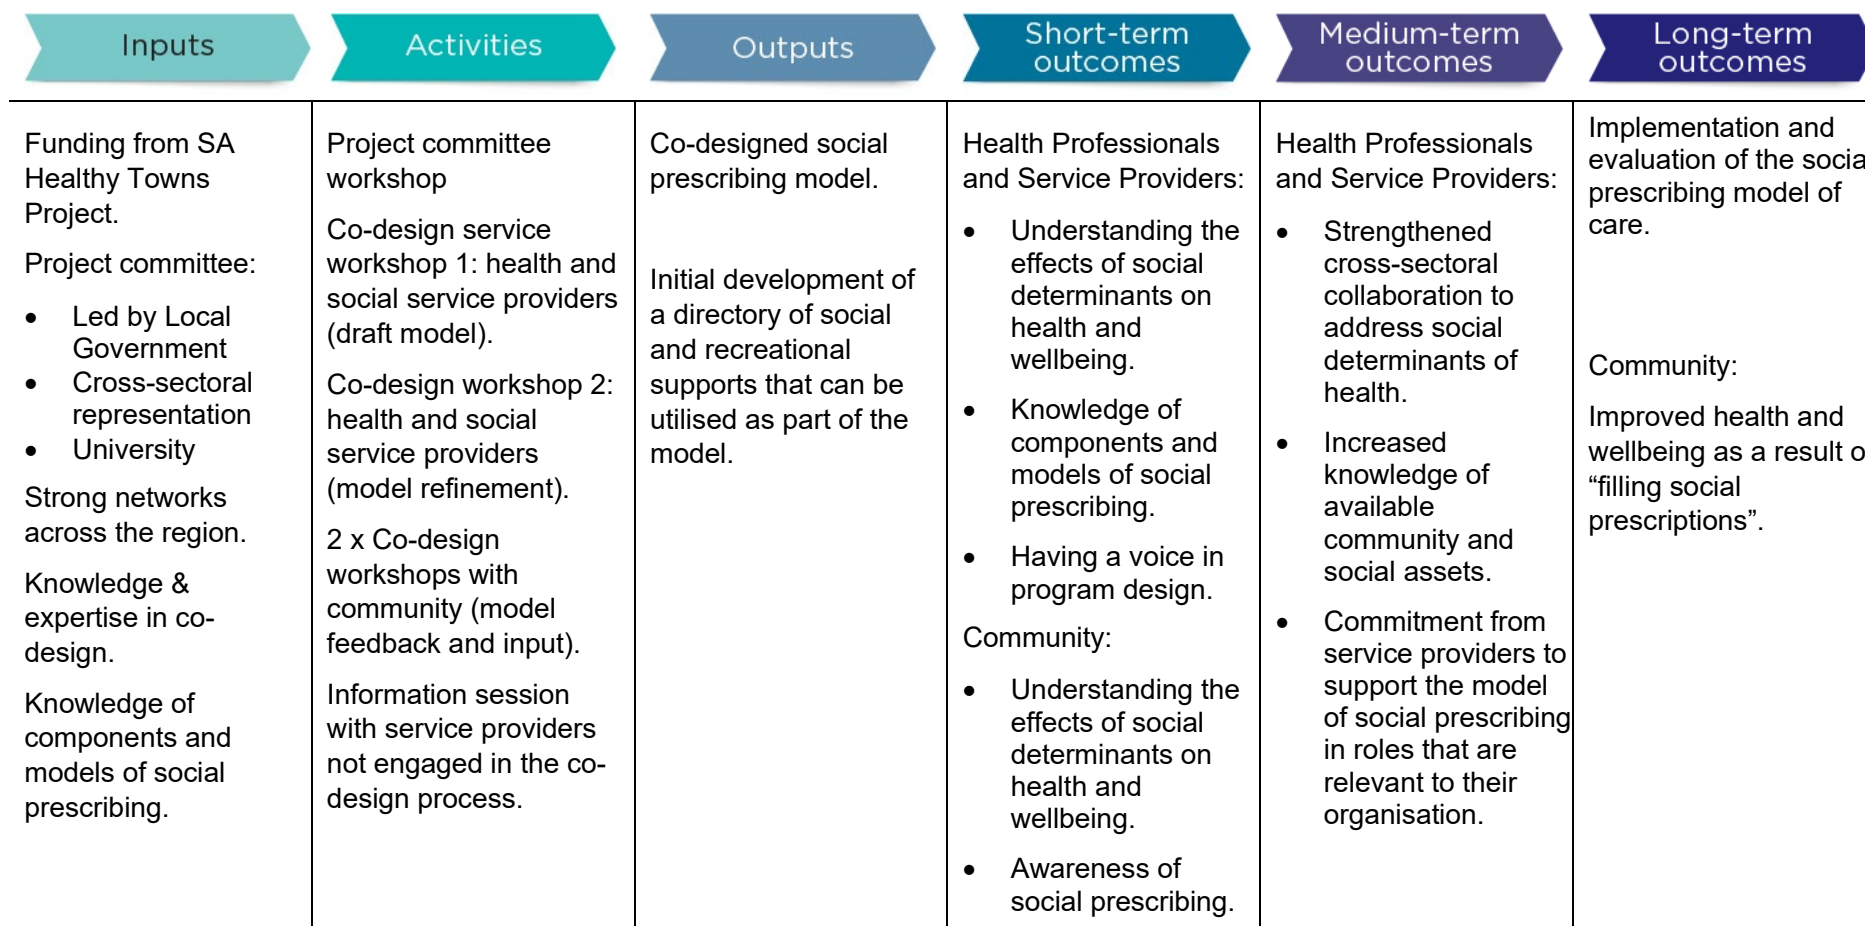 Inputs
Activities
Outputs
Short-term
outcomes
Medium-term
outcomes
Long-term
outcomes
Funding from SA
Healthy Towns
Project.
Project committee:
• Led by Local
Government
• Cross-sectoral
representation
• University
Strong networks
across the region.
Knowledge &
expertise in co-
design.
Knowledge of
components and
models of social
prescribing.
Project committee
workshop
Co-design service
workshop 1: health and
social service providers
(draft model).
Co-design workshop 2:
health and social
service providers
(model refinement).
2 x Co-design
workshops with
community (model
feedback and input).
Information session
with service providers
not engaged in the co-
design process.
Co-designed social
prescribing model.
Initial development of
a directory of social
and recreational
supports that can be
utilised as part of the
model.
Health Professionals
and Service Providers:
• Understanding the
effects of social
determinants on
health and
wellbeing.
• Knowledge of
components and
models of social
prescribing.
• Having a voice in
program design.
Community:
• Understanding the
effects of social
determinants on
health and
wellbeing.
• Awareness of
social prescribing.
Health Professionals
and Service Providers:
• Strengthened
cross-sectoral
collaboration to
address social
determinants of
health.
• Increased
knowledge of
available
community and
social assets.
• Commitment from
service providers to
support the model
of social prescribing
in roles that are
relevant to their
organisation.
Implementation and
evaluation of the socia
prescribing model of
care.
Community:
Improved health and
wellbeing as a result o
“filling social
prescriptions”.